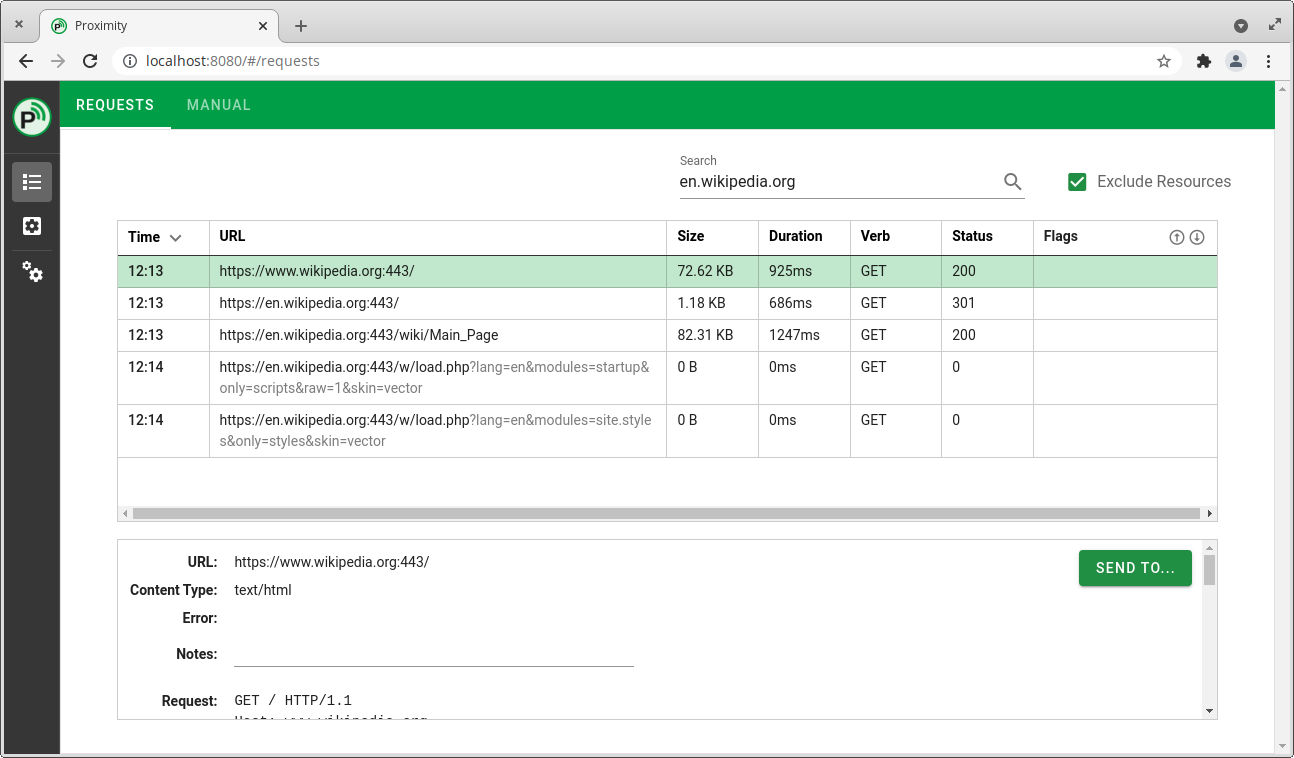 Proximity
localhost:8080/#/requests
P
REQUESTS MANUAL
Search
en.wikipedia.org
Exclude Resources
Time URL Size Duration Verb Status Flags
12:13 https://www.wikipedia.org:443/ 72.62 KB 925ms GET 200
12:13 https://en.wikipedia.org:443/ 1.18 KB 686ms GET 301
12:13 https://en.wikipedia.org:443/wiki/Main_Page 82.31 KB 1247ms GET 200
12:14 https://en.wikipedia.org:443/w/load.php?lang=en&modules=startup& 0 B 0ms GET 0
only=scripts&raw=1&skin=vector
12:14 https://en.wikipedia.org:443/w/load.php?lang=en&modules=site.style 0 B 0ms GET 0
s&only=styles&skin=vector
URL: https://www.wikipedia.org:443/
SEND TO...
Content Type: text/html
Error:
Notes:
Request: GET / HTTP/1.1